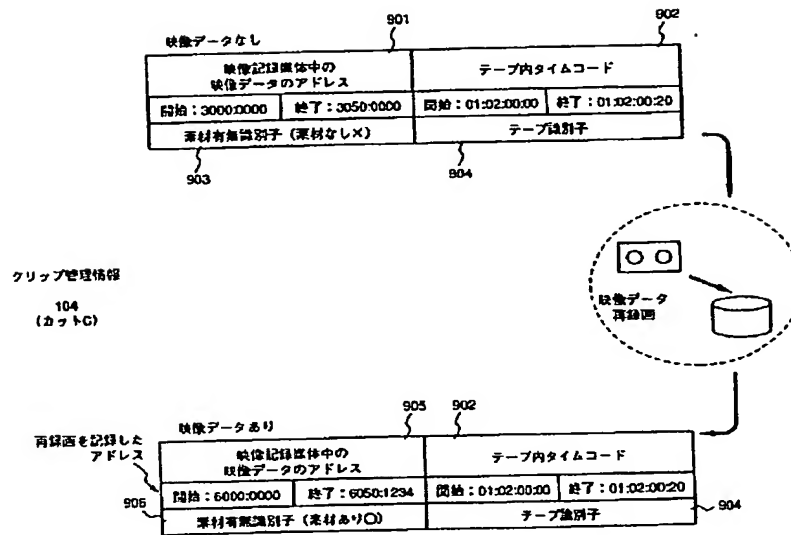 901
902
映像データなし
映像記録媒体中の
映像データのアドレス
テープ内タイムコード
開始：3000:0000
終了：3050:0000
開始：01:02:00:00
終了：01:02:00:20
素材有無識別子（素材なし×）
テープ識別子
903
904
クリップ管理情報
104
（カットC）
映像データ
再録画
905
902
映像データあり
再録画を記録した
アドレス
映像記録媒体中の
映像データのアドレス
テープ内タイムコード
開始：6000:0000
終了：6050:1234
開始：01:02:00:00
終了：01:02:00:20
906
素材有無識別子（素材あり○）
テープ識別子
904